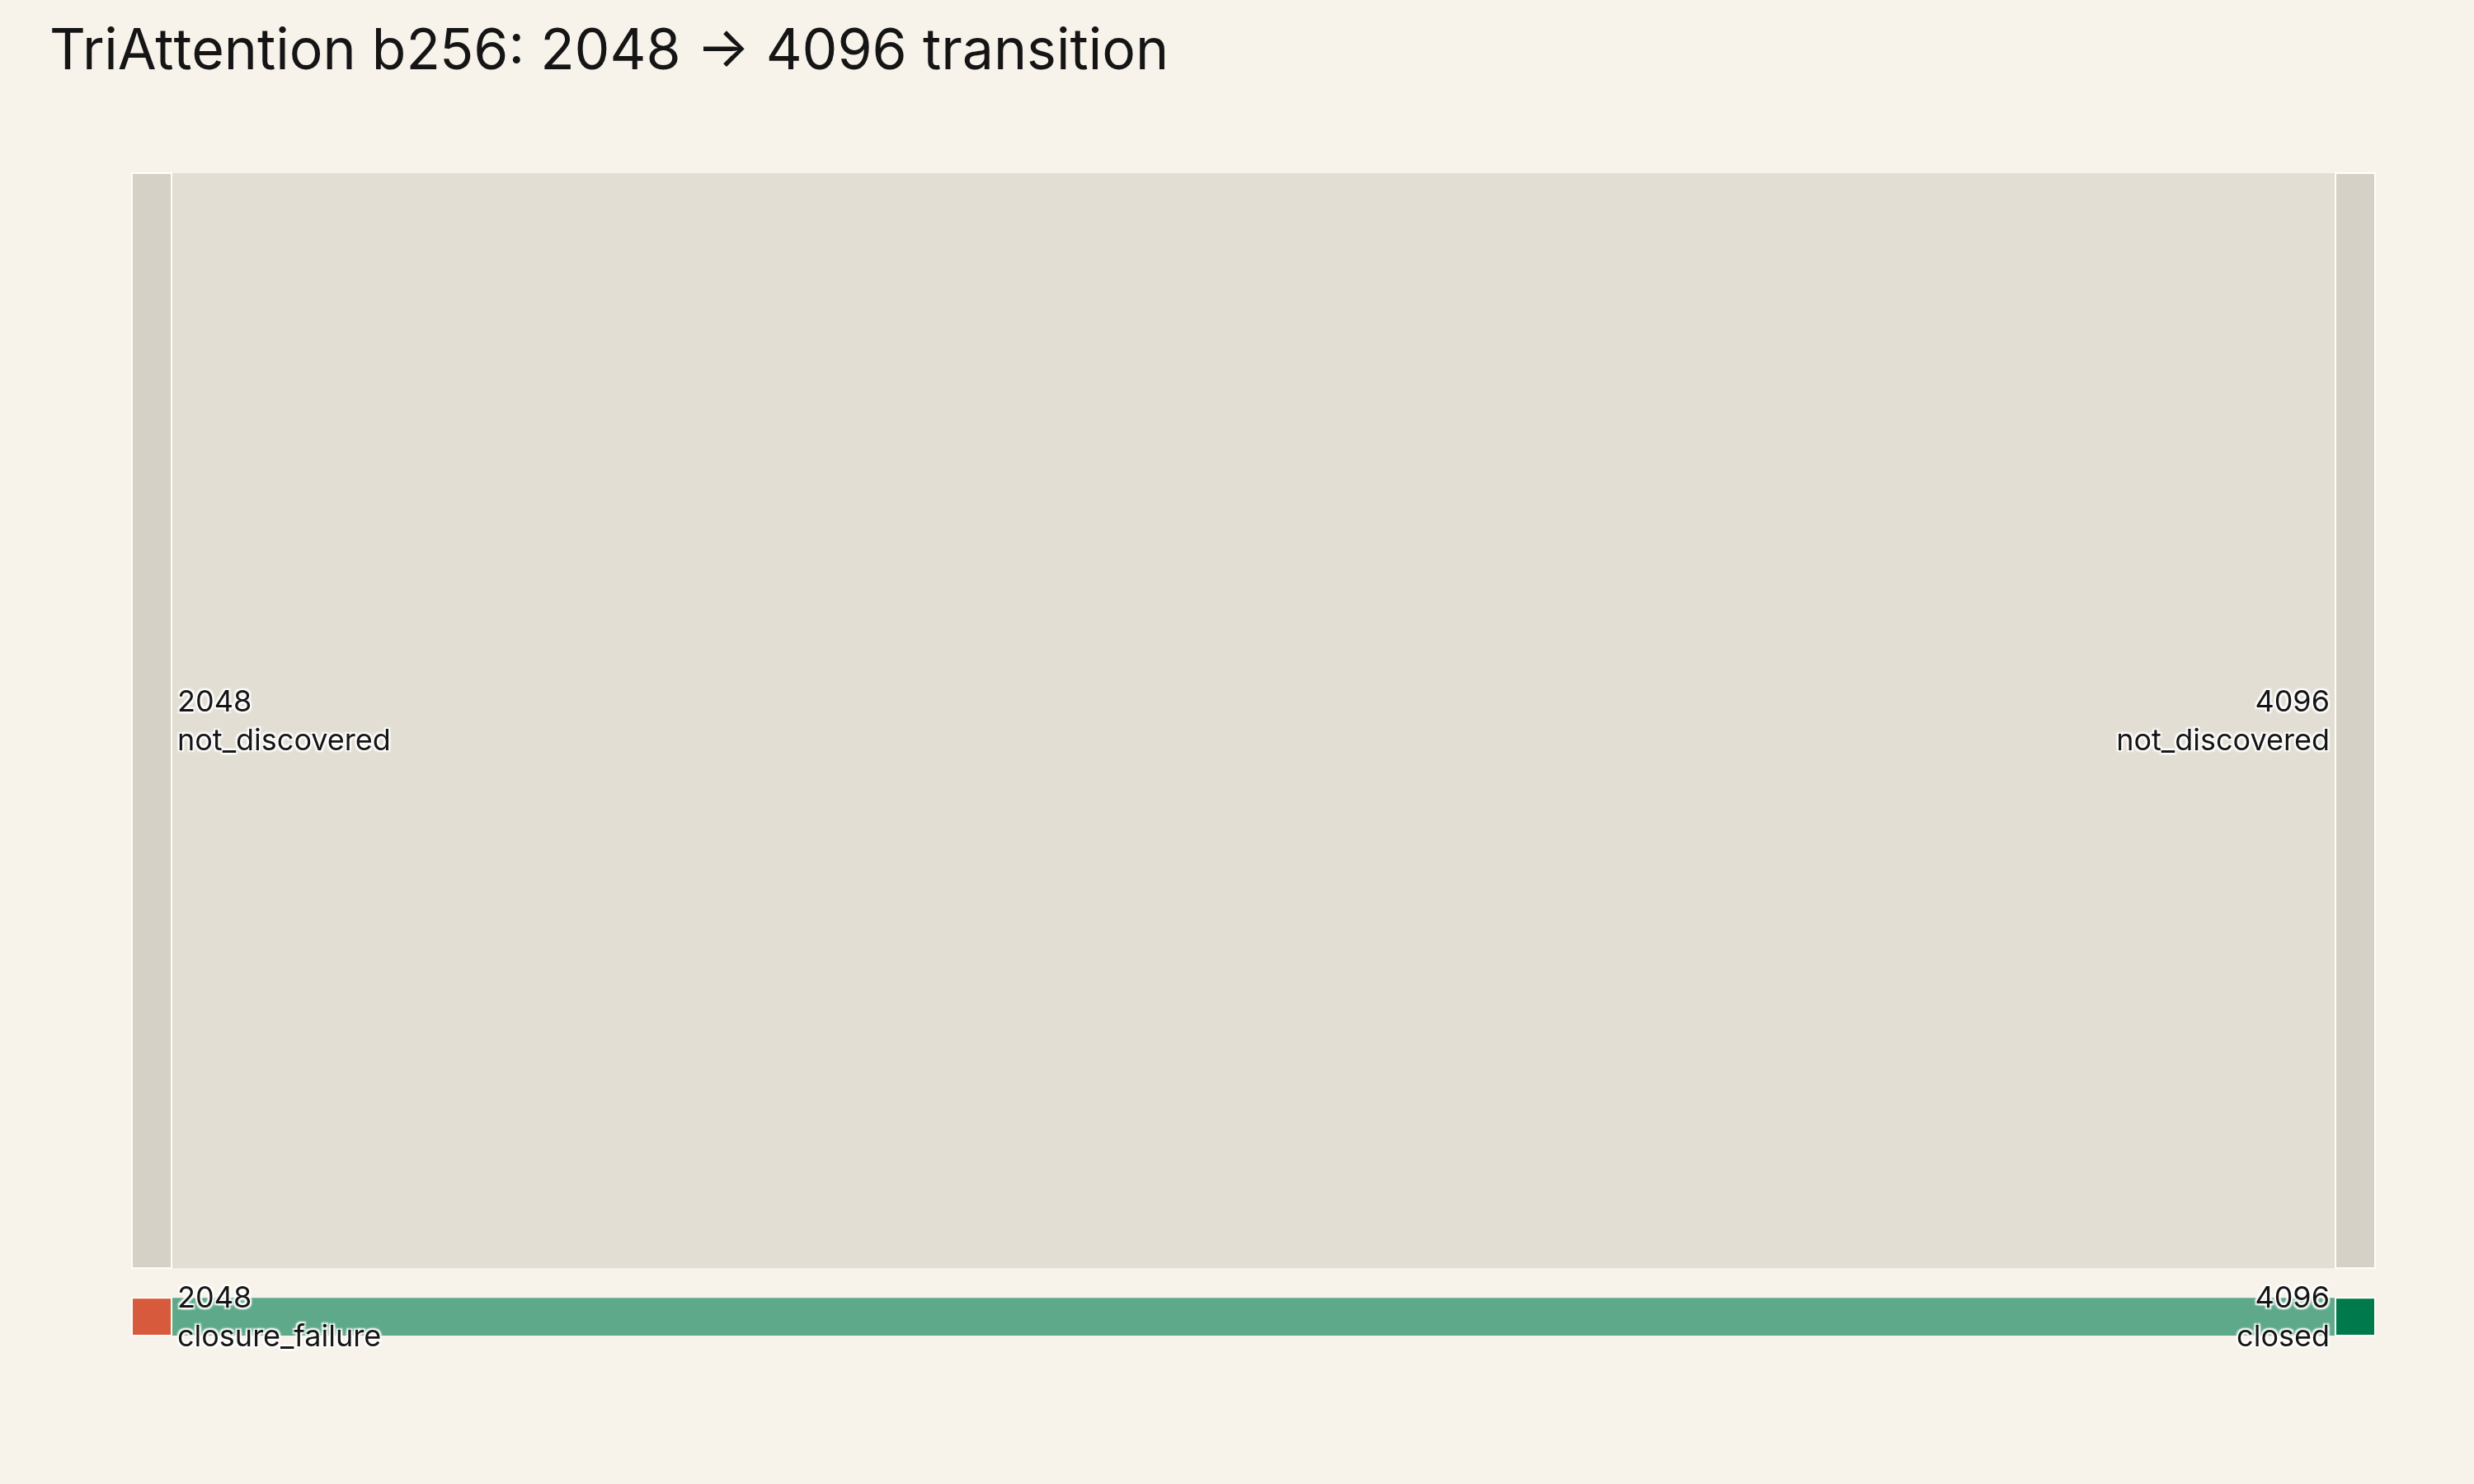 TriAttention b256: 2048 → 4096 transition
2048
not_discovered
4096
not_discovered
2048
closure_failure
4096
closed